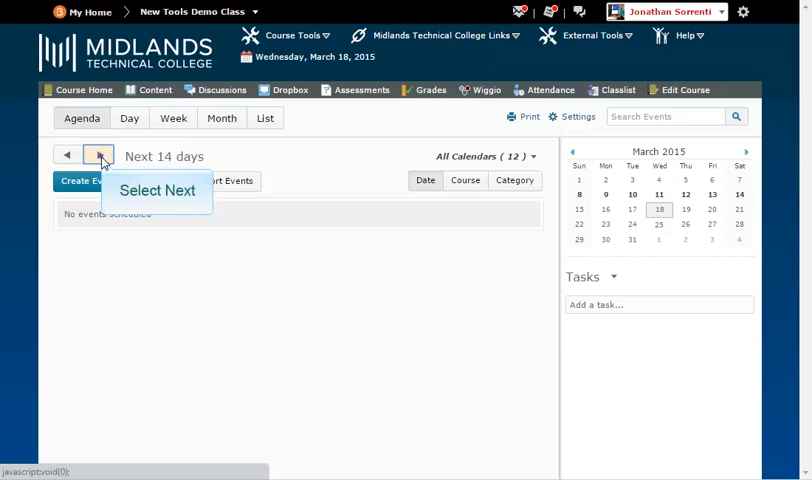 My Home New Tools Demo Class Jonathan Sorrenti
MIDLANDS
TECHNICAL COLLEGE
Course Tools Midlands Technical College Links External Tools Help
Wednesday, March 18, 2015
Course Home Content Discussions Dropbox Assessments Grades Wiggio Attendance Classlist Edit Course
Agenda Day Week Month List Print Settings Search Events
Next 14 days All Calendars ( 12 )
Create Ev ort Events Date Course Category
Select Next
No events scheduled
March 2015
Sun Mon Tue Wed Thu Fri Sat
1 2 3 4 5 6 7
8 9 10 11 12 13 14
15 16 17 18 19 20 21
22 23 24 25 26 27 28
29 30 31 1 2 3 4
Tasks
Add a task...
javascript:void(0);